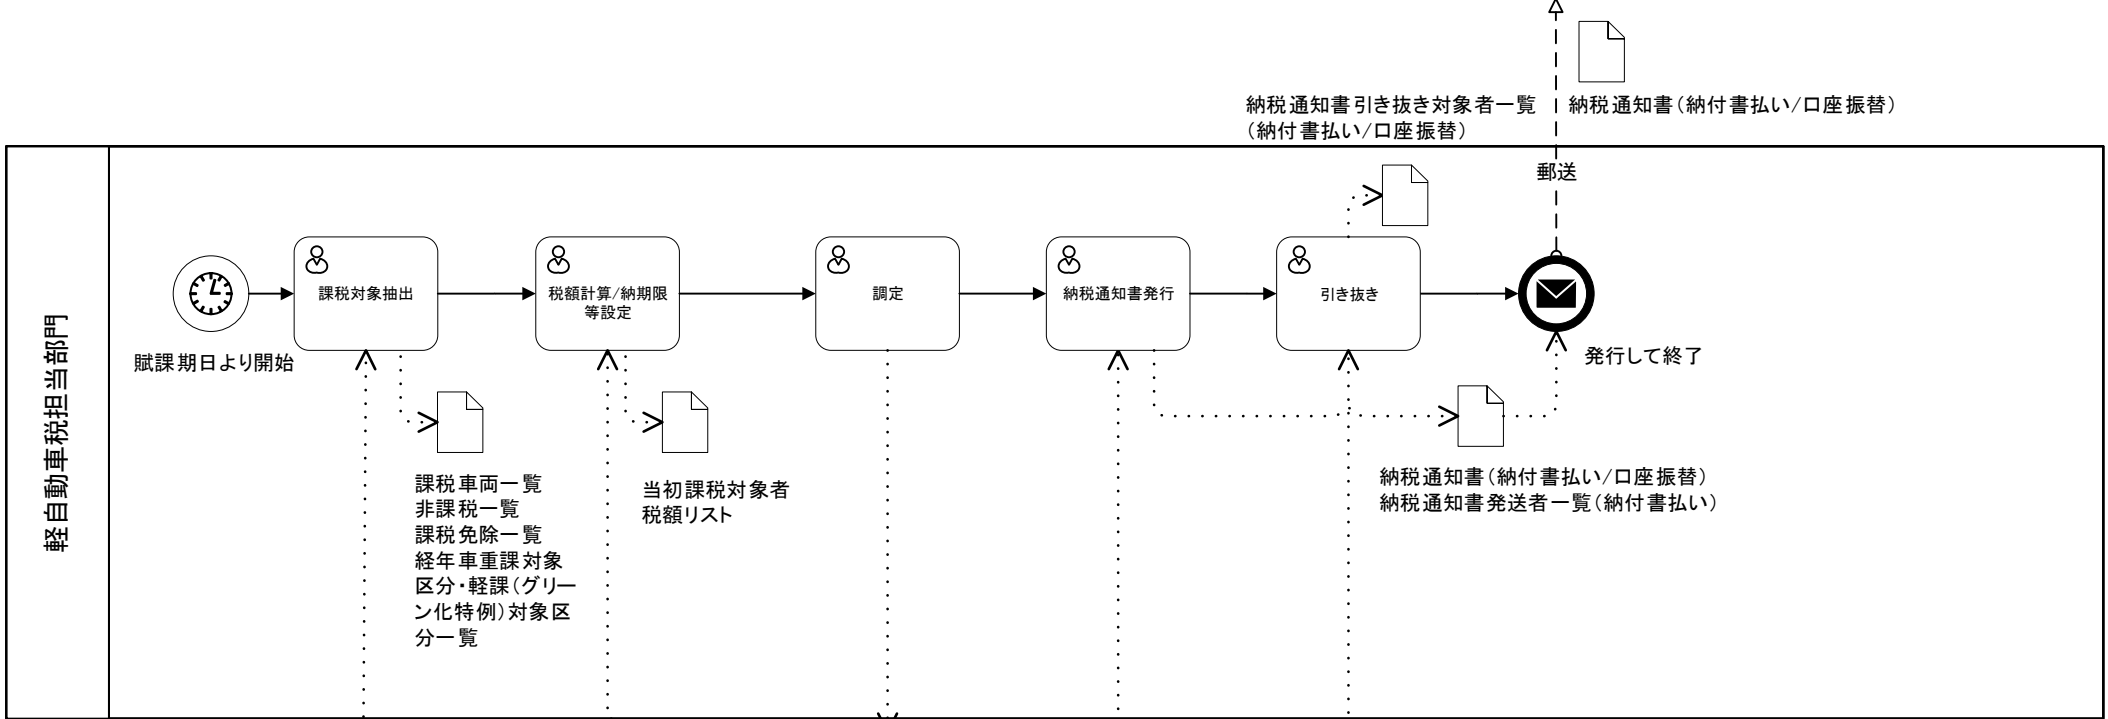 納税通知書引き抜き対象者一覧
(納付書払い/口座振替)
納税通知書(納付書払い/口座振替)
郵送
軽自動車税担当部門
賦課期日より開始
課税対象抽出
税額計算/納期限
等設定
調定
納税通知書発行
引き抜き
発行して終了
課税車両一覧
非課税一覧
課税免除一覧
経年車重課対象
区分・軽課(グリー
ン化特例)対象区
分一覧
当初課税対象者
税額リスト
納税通知書(納付書払い/口座振替)
納税通知書発送者一覧(納付書払い)